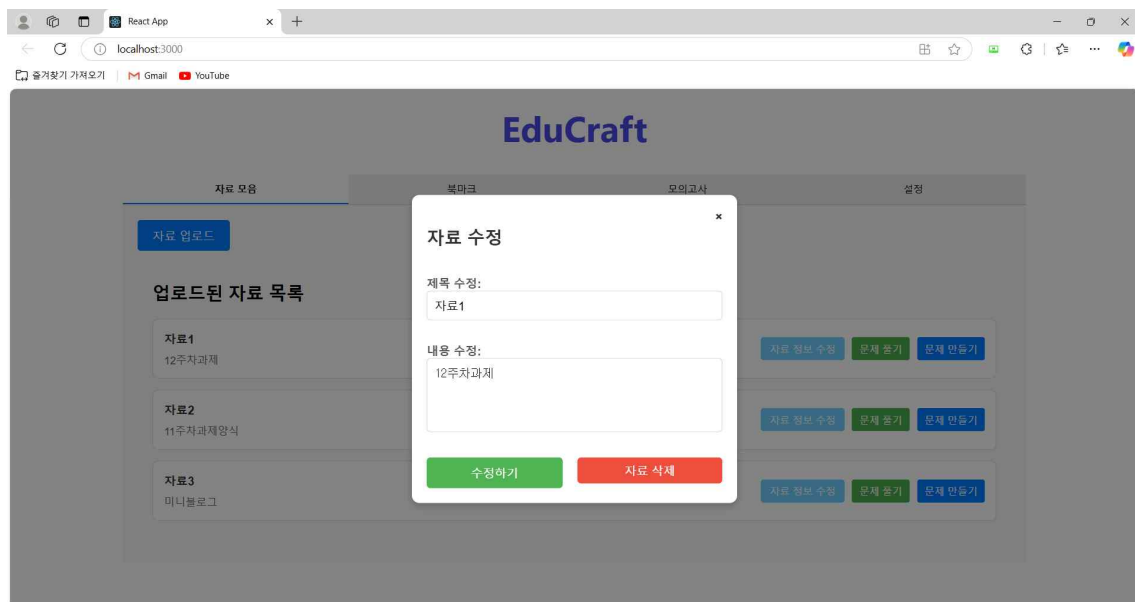 React App
localhost:3000
즐겨찾기 가져오기 Gmail YouTube
EduCraft
자료 모음 북마크 모의고사 설정
자료 업로드
업로드된 자료 목록
자료1
12주차과제
자료 정보 수정 문제 풀기 문제 만들기
자료2
11주차과제양식
자료 정보 수정 문제 풀기 문제 만들기
자료3
미니블로그
자료 정보 수정 문제 풀기 문제 만들기
자료 수정
제목 수정:
자료1
내용 수정:
12주차과제
수정하기 자료 삭제